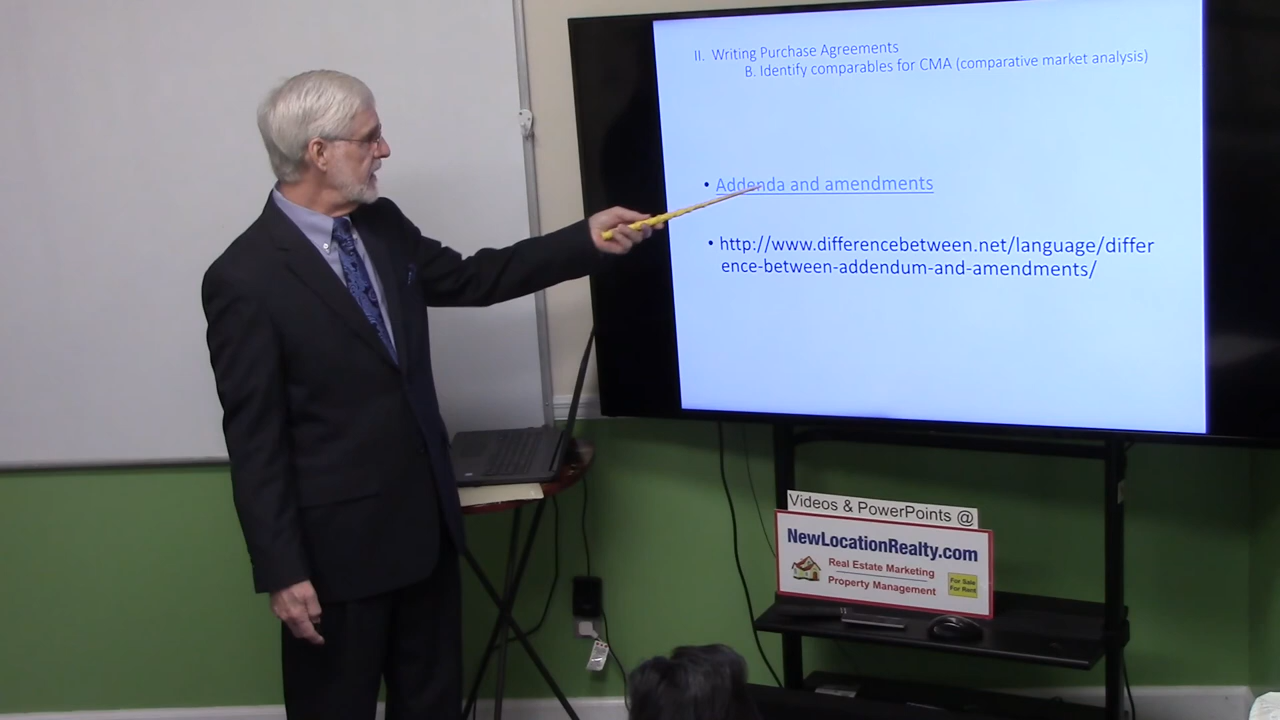 II. Writing Purchase Agreements
B. Identify comparables for CMA (comparative market analysis)
• Addenda and amendments
• http://www.differencebetween.net/language/differ
ence-between-addendum-and-amendments/
Videos & PowerPoints @
NewLocationRealty.com
Real Estate Marketing
Property Management
For Sale
For Rent